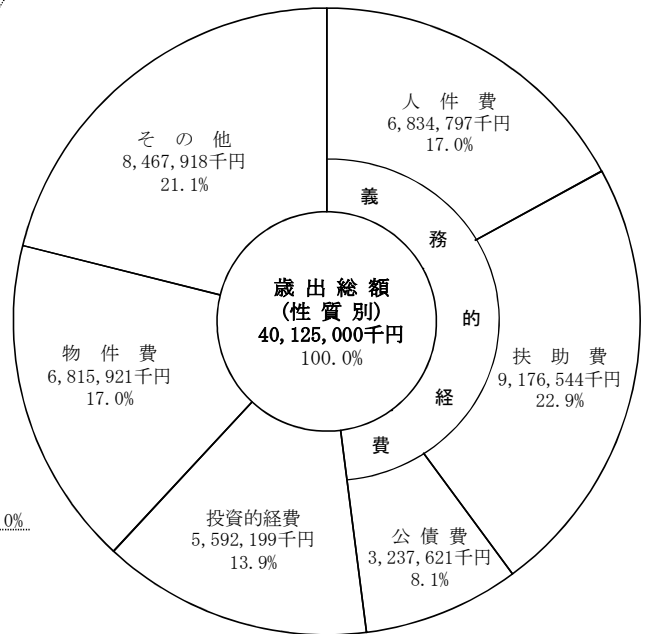 人件費
6,834,797千円
17.0%
扶助費
9,176,544千円
22.9%
公債費
3,237,621千円
8.1%
投資的経費
5,592,199千円
13.9%
物件費
6,815,921千円
17.0%
その他
8,467,918千円
21.1%
義務的経費
歳出総額
(性質別)
40,125,000千円
100.0%
0%